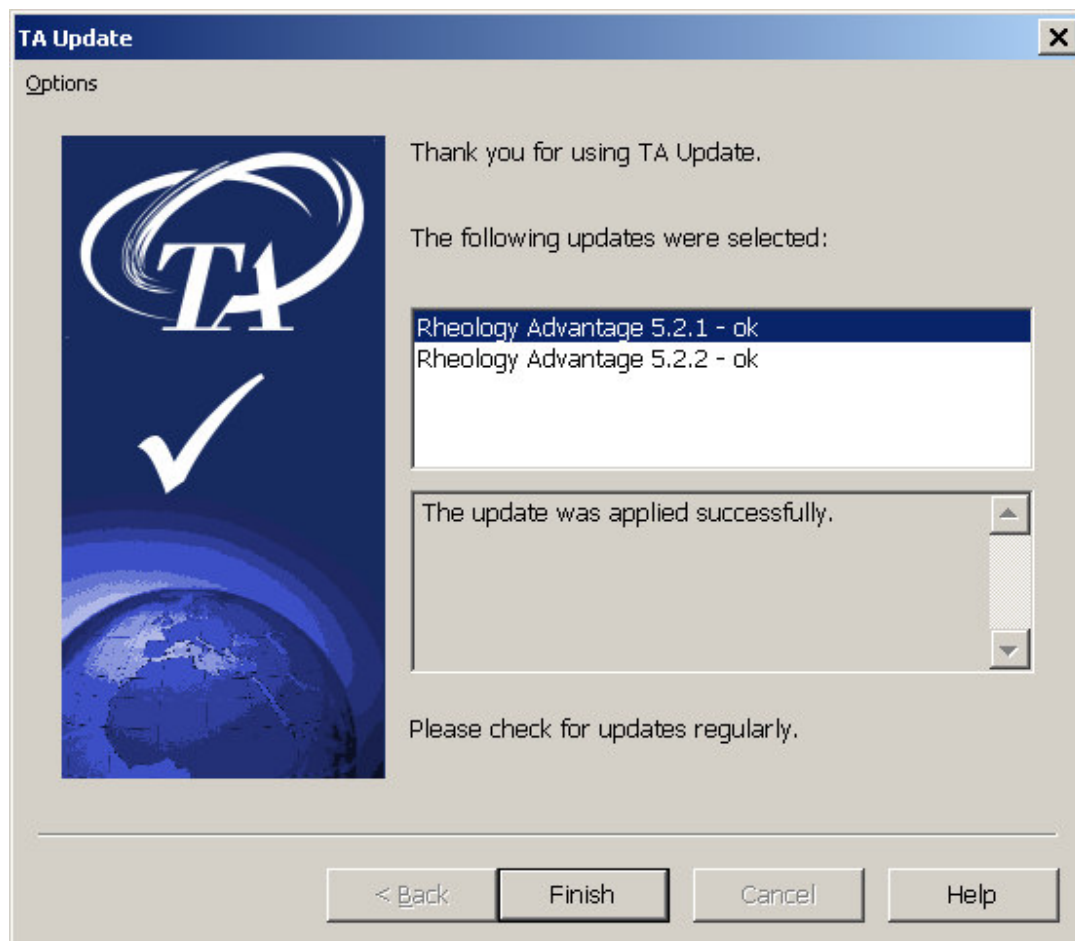 TA Update
Options
TA
Thank you for using TA Update.
The following updates were selected:
Rheology Advantage 5.2.1 - ok
Rheology Advantage 5.2.2 - ok
The update was applied successfully.
Please check for updates regularly.
< Back
Finish
Cancel
Help